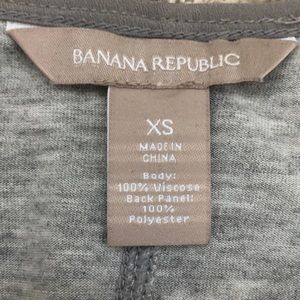 BANANA REPUBLIC
XS
MADE IN
CHINA
Body:
100% Viscose
Back Panel:
100%
Polyester